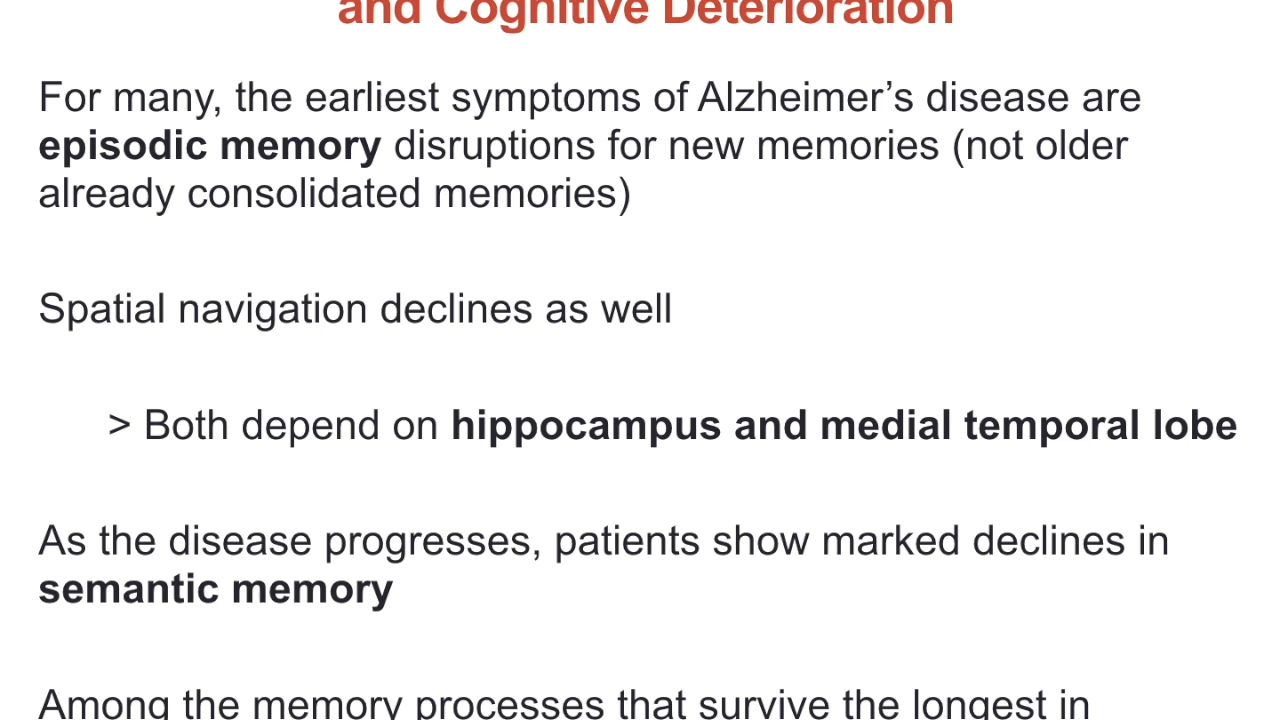 and Cognitive Deterioration
For many, the earliest symptoms of Alzheimer’s disease are
episodic memory disruptions for new memories (not older
already consolidated memories)
Spatial navigation declines as well
> Both depend on hippocampus and medial temporal lobe
As the disease progresses, patients show marked declines in
semantic memory
Among the memory processes that survive the longest in